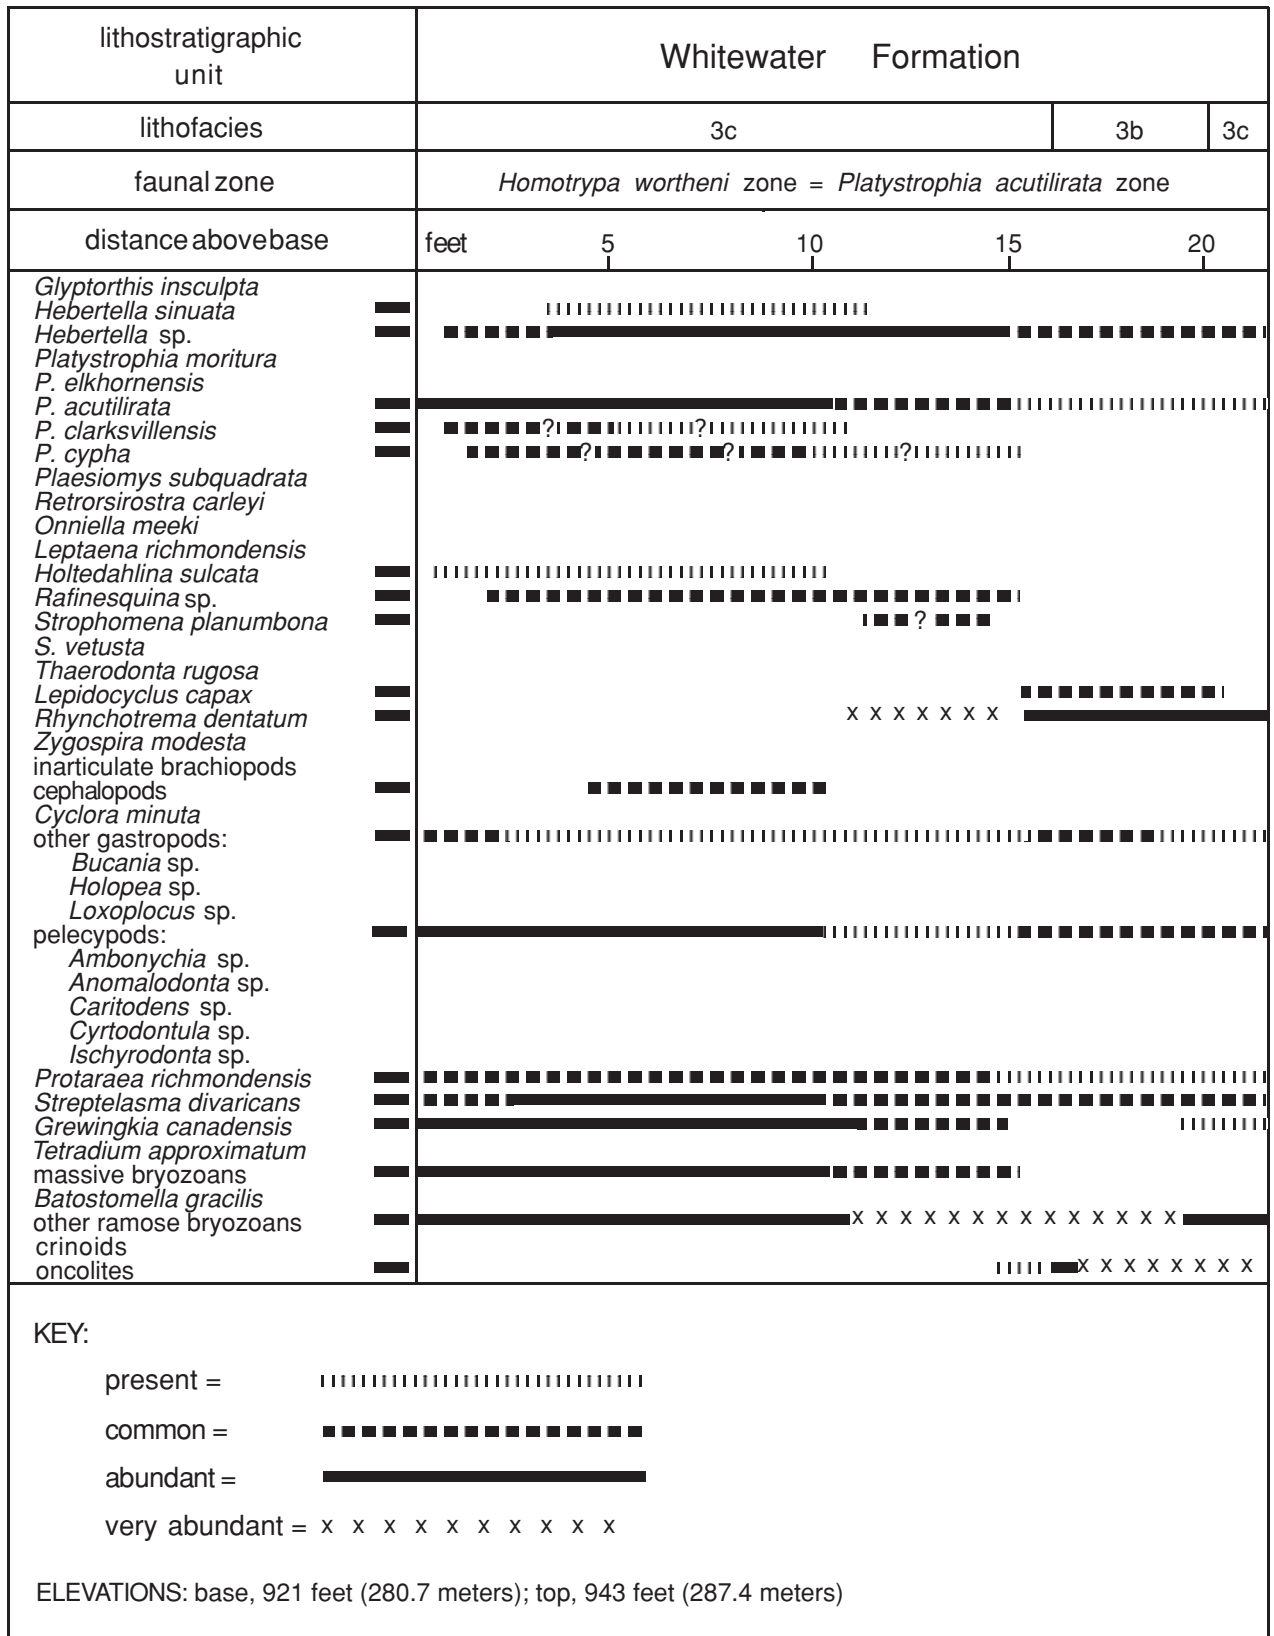 lithostratigraphic
unit
Whitewater Formation
lithofacies
3c
3b
3c
faunal zone
Homotrypa wortheni zone = Platystrophia acutilirata zone
distance above base
feet 5 10 15 20
Glyptorthis insculpta
Hebertella sinuata
Hebertella sp.
Platystrophia moritura
P. elkhornensis
P. acutilirata
P. clarksvillensis ? ?
P. cypha ? ? ?
Plaesiomys subquadrata
Retrorsirostra carleyi
Onniella meeki
Leptaena richmondensis
Holtedahlina sulcata
Rafinesquina sp.
Strophomena planumbona ?
S. vetusta
Thaerodonta rugosa
Lepidocyclus capax
Rhynchotrema dentatum x x x x x x x
Zygospira modesta
inarticulate brachiopods
cephalopods
Cyclora minuta
other gastropods:
Bucania sp.
Holopea sp.
Loxoplocus sp.
pelecypods:
Ambonychia sp.
Anomalodonta sp.
Caritodens sp.
Cyrtodontula sp.
Ischyrodonta sp.
Protaraea richmondensis
Streptelasma divaricans
Grewingkia canadensis
Tetradium approximatum
massive bryozoans
Batostomella gracilis
other ramose bryozoans x x x x x x x x x x x x x x
crinoids
oncolites x x x x x x x x
KEY:
present =
common =
abundant =
very abundant = x x x x x x x x x x
ELEVATIONS: base, 921 feet (280.7 meters); top, 943 feet (287.4 meters)